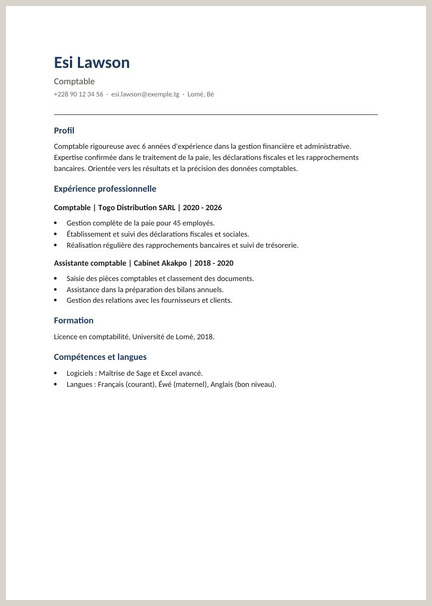 Esi Lawson
Comptable
+228 90 12 34 56 · esi.lawson@exemple.tg · Lomé, Bè
Profil
Comptable rigoureuse avec 6 années d'expérience dans la gestion financière et administrative.
Expertise confirmée dans le traitement de la paie, les déclarations fiscales et les rapprochements
bancaires. Orientée vers les résultats et la précision des données comptables.
Expérience professionnelle
Comptable | Togo Distribution SARL | 2020 - 2026
• Gestion complète de la paie pour 45 employés.
• Établissement et suivi des déclarations fiscales et sociales.
• Réalisation régulière des rapprochements bancaires et suivi de trésorerie.
Assistante comptable | Cabinet Akakpo | 2018 - 2020
• Saisie des pièces comptables et classement des documents.
• Assistance dans la préparation des bilans annuels.
• Gestion des relations avec les fournisseurs et clients.
Formation
Licence en comptabilité, Université de Lomé, 2018.
Compétences et langues
• Logiciels : Maîtrise de Sage et Excel avancé.
• Langues : Français (courant), Éwé (maternel), Anglais (bon niveau).